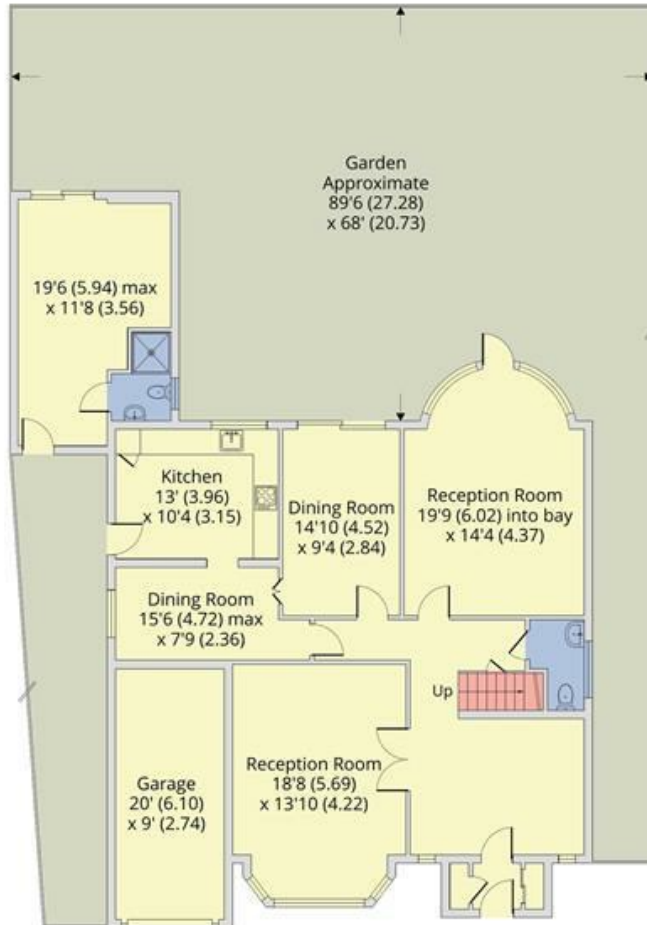 Garden
Approximate
89'6 (27.28)
x 68' (20.73)
19'6 (5.94) max
x 11'8 (3.56)
Kitchen
13' (3.96)
x 10'4 (3.15)
Dining Room
14'10 (4.52)
x 9'4 (2.84)
Reception Room
19'9 (6.02) into bay
x 14'4 (4.37)
Dining Room
15'6 (4.72) max
x 7'9 (2.36)
Up
Garage
20' (6.10)
x 9' (2.74)
Reception Room
18'8 (5.69)
x 13'10 (4.22)